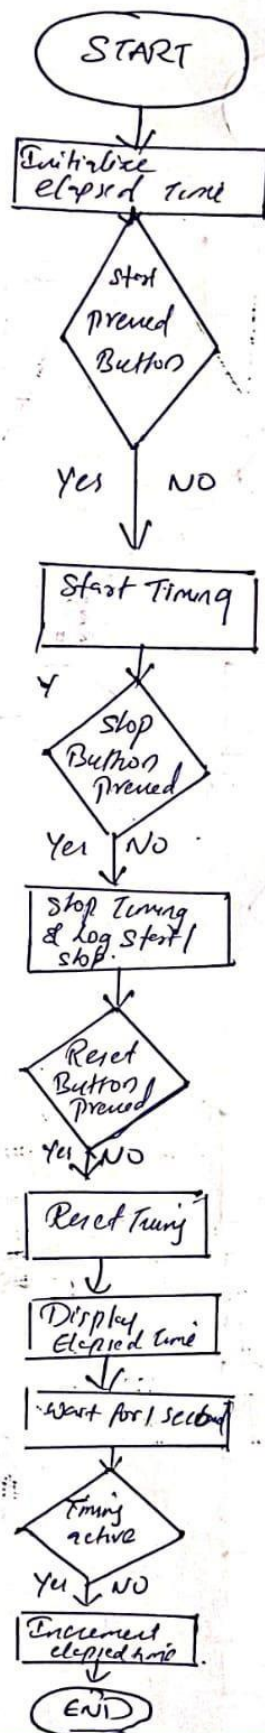 START
Initialize
elapsed time
Start
pressed
Button
Yes NO
Start Timing
Y
Stop
Button
pressed
Yes NO
Stop Timing
& Log Start /
Stop.
Reset
Button
pressed
Yes NO
Reset Timing
Display
Elapsed time
Wait for 1 second
Timing
active
Yes NO
Increment
elapsed time
END